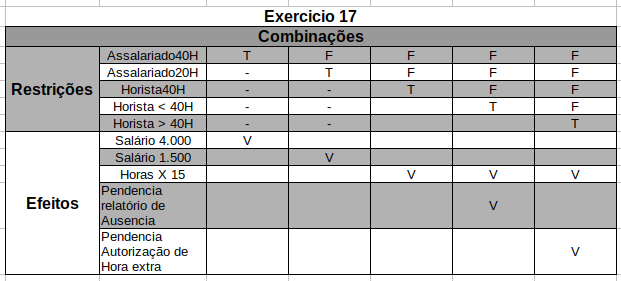 Exercicio 17
Combinações
Restrições
Assalariado40H T F F F F
Assalariado20H - T F F F
Horista40H - - T F F
Horista < 40H - - T F
Horista > 40H - - T
Efeitos
Salário 4.000 V
Salário 1.500 V
Horas X 15 V V V
Pendencia
relatório de
Ausencia V
Pendencia
Autorização de
Hora extra V